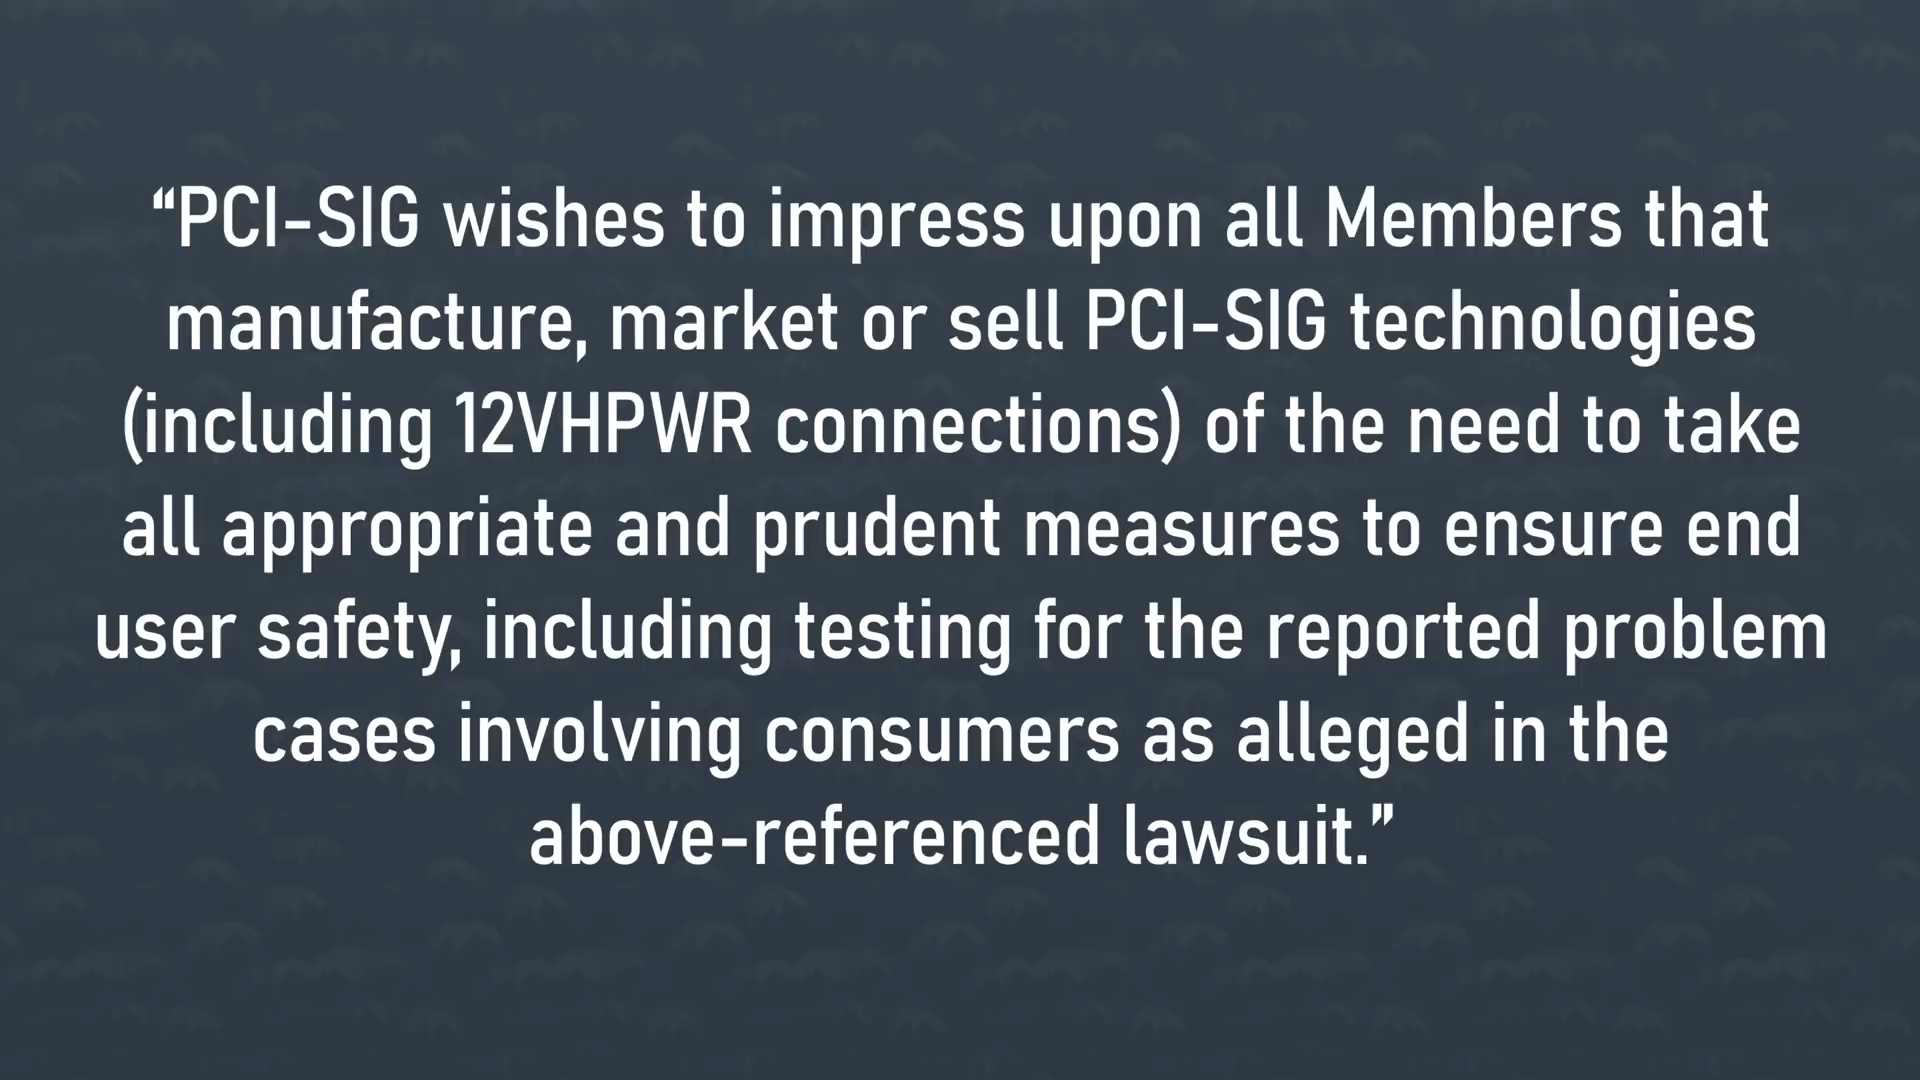 “PCI-SIG wishes to impress upon all Members that
manufacture, market or sell PCI-SIG technologies
(including 12VHPWR connections) of the need to take
all appropriate and prudent measures to ensure end
user safety, including testing for the reported problem
cases involving consumers as alleged in the
above-referenced lawsuit.”